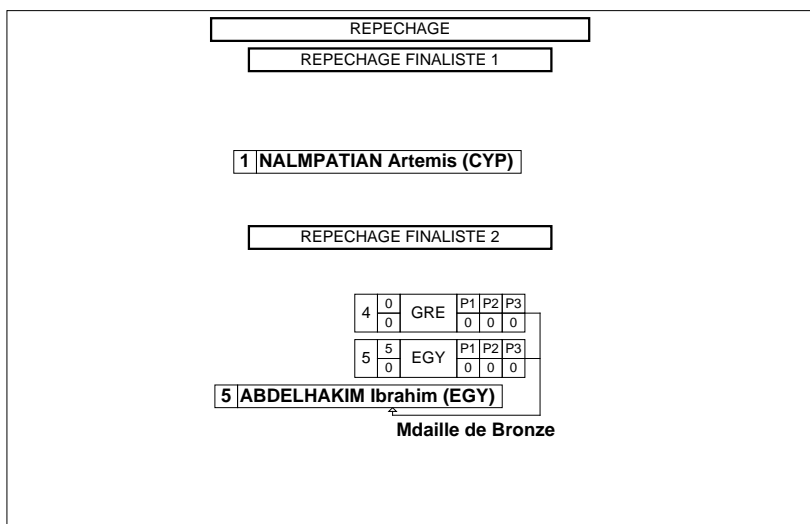 REPECHAGE
REPECHAGE FINALISTE 1
1 NALMPATIAN Artemis (CYP)
REPECHAGE FINALISTE 2
4 0 GRE P1 P2 P3
0 0 0 0
5 5 EGY P1 P2 P3
0 0 0 0
5 ABDELHAKIM Ibrahim (EGY)
Mdaille de Bronze